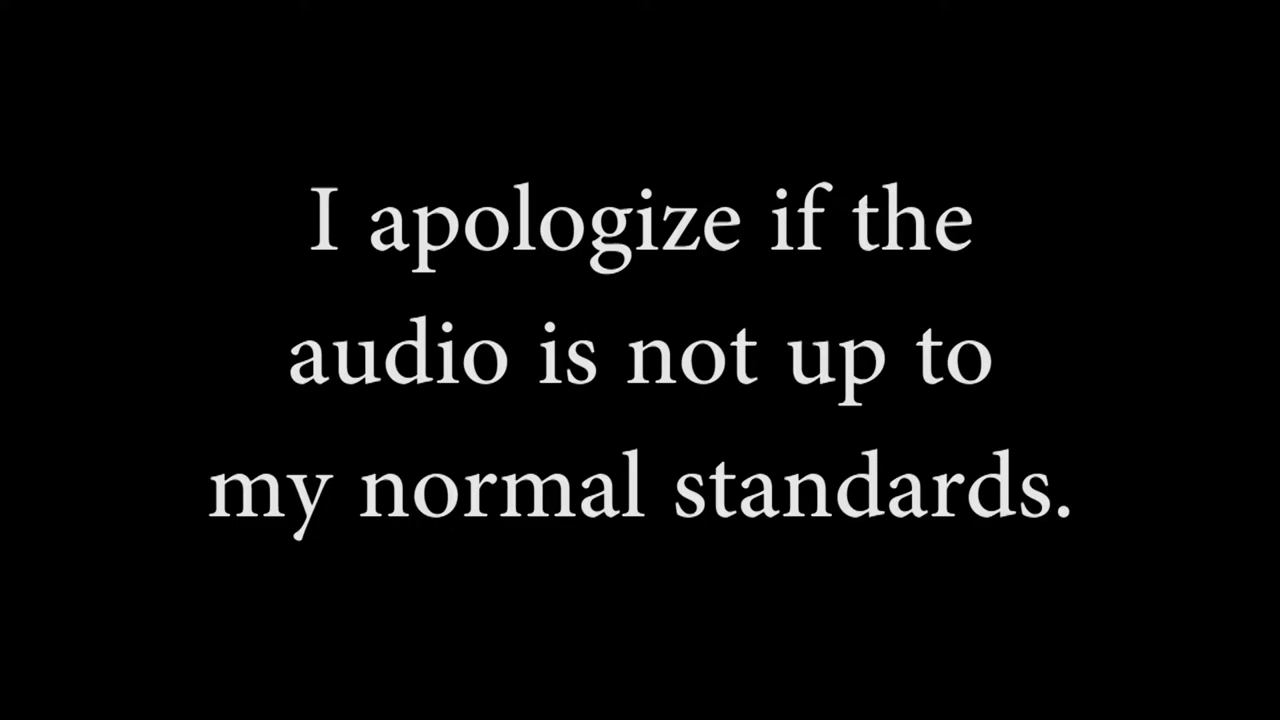 I apologize if the
audio is not up to
my normal standards.